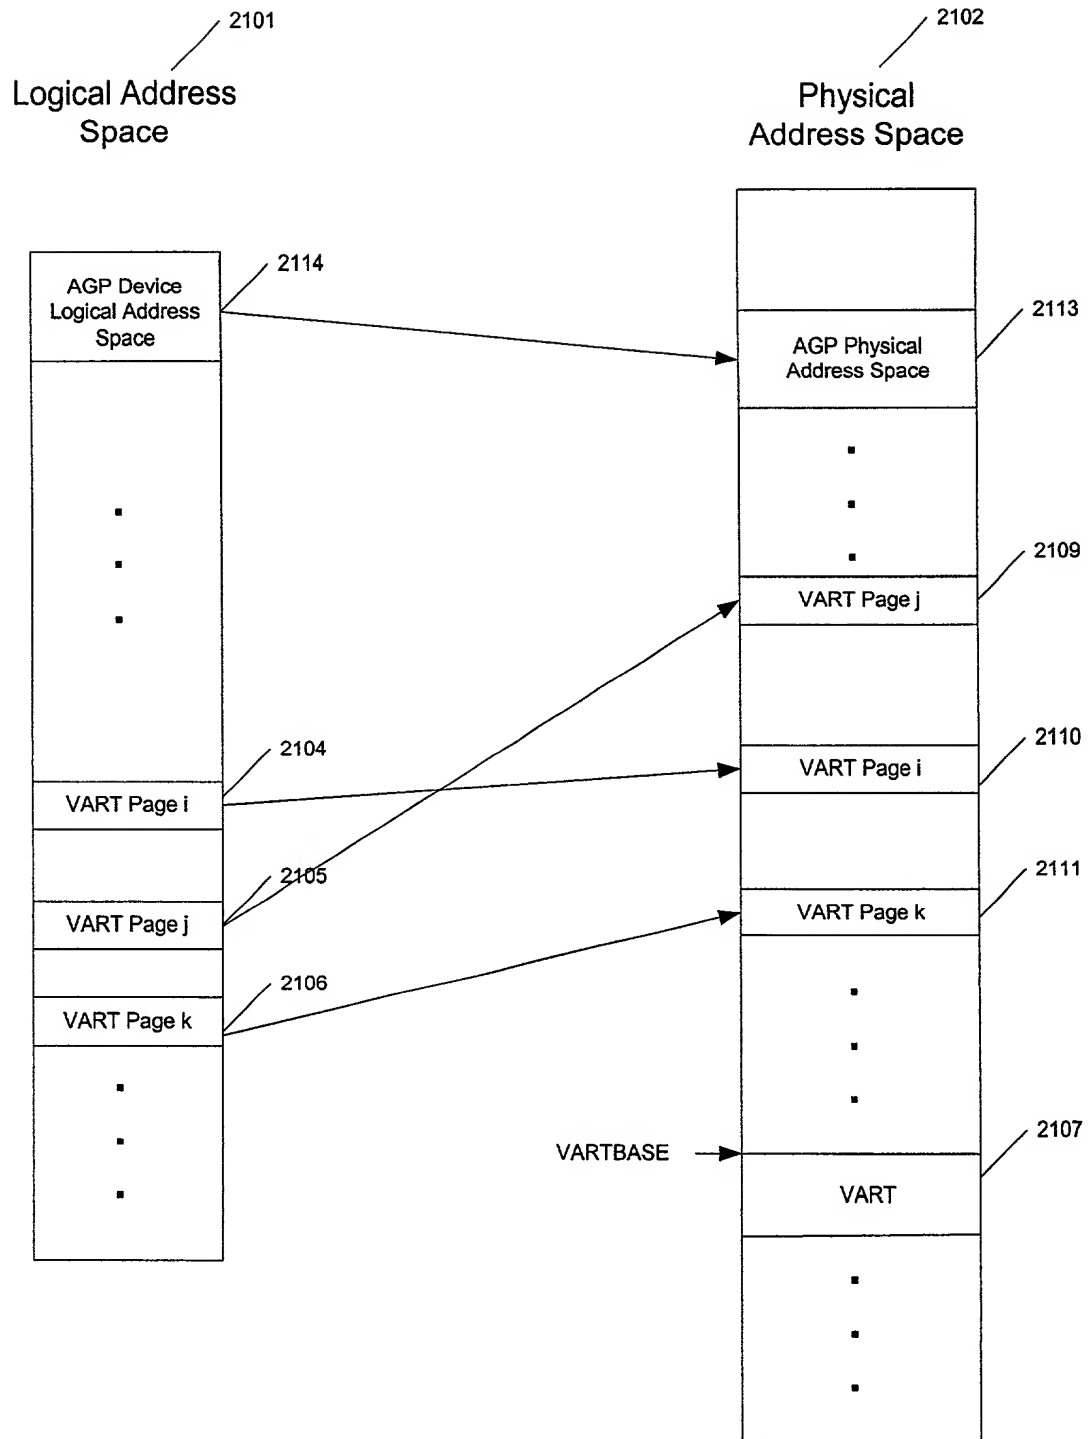 2101
Logical Address
Space
2102
Physical
Address Space
AGP Device
Logical Address
Space
2114
AGP Physical
Address Space
2113
VART Page j
2109
VART Page i
2104
VART Page i
2110
VART Page j
2105
VART Page k
2111
VART Page k
2106
VARTBASE
VART
2107